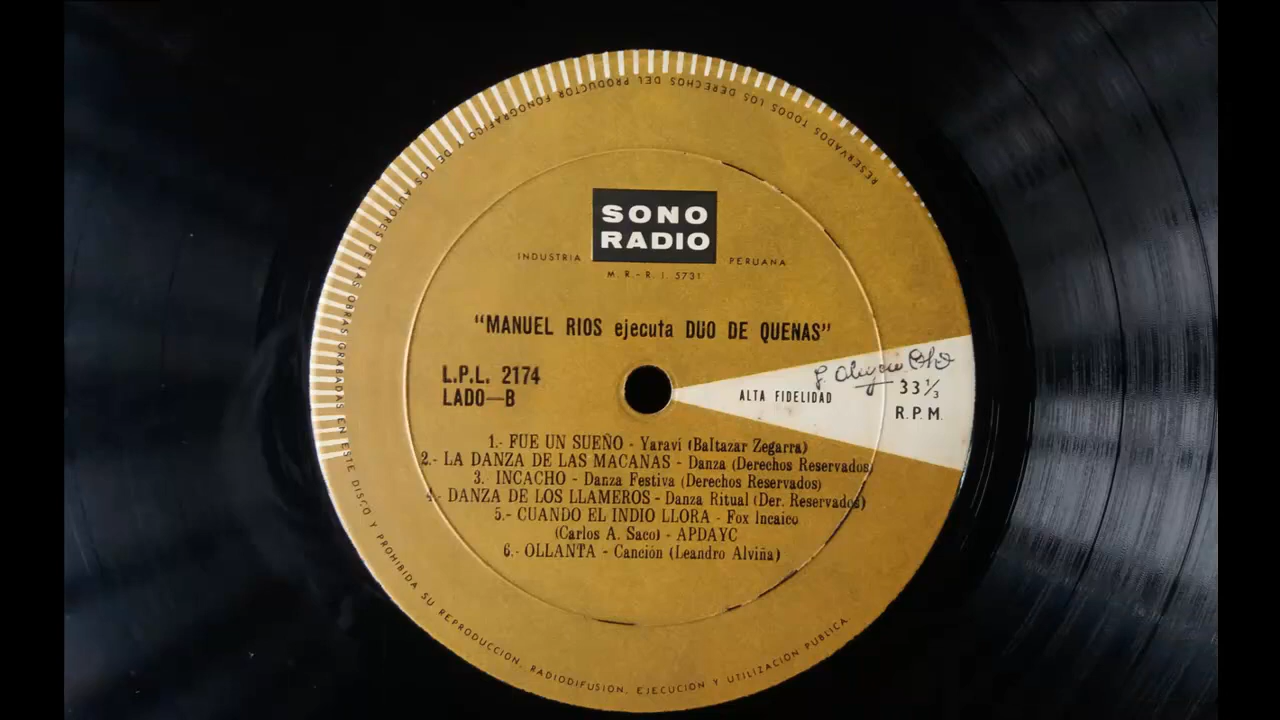 RESERVADOS TODOS LOS DERECHOS DEL PRODUCTOR FONOGRAFICO Y DE LOS AUTORES DE LAS OBRAS GRABADAS EN ESTE DISCO Y PROHIBIDA SU REPRODUCCION, RADIODIFUSION, EJECUCION Y UTILIZACION PUBLICA
SONO
RADIO
INDUSTRIA PERUANA
M. R. - R. I. 5731
"MANUEL RIOS ejecuta DUO DE QUENAS"
L.P.L. 2174
LADO—B
ALTA FIDELIDAD
33 1/3
R.P.M.
1.- FUE UN SUEÑO - Yaraví (Baltazar Zegarra)
2.- LA DANZA DE LAS MACANAS - Danza (Derechos Reservados)
3. INCACHO - Danza Festiva (Derechos Reservados)
4.- DANZA DE LOS LLAMEROS - Danza Ritual (Der. Reservados)
5.- CUANDO EL INDIO LLORA - Fox Incaico
(Carlos A. Saco) - APDAYC
6.- OLLANTA - Canción (Leandro Alviña)